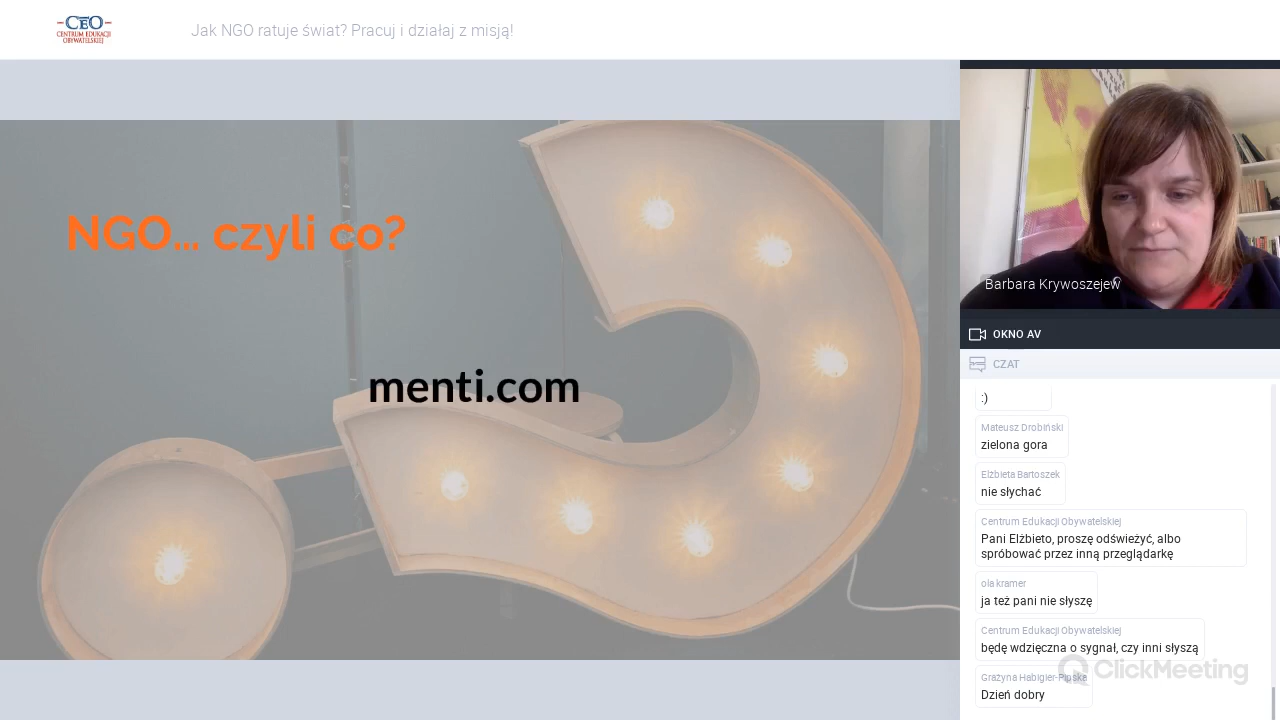 CEO
CENTRUM EDUKACJI
OBYWATELSKIEJ
Jak NGO ratuje świat? Pracuj i działaj z misją!
NGO... czyli co?
menti.com
Barbara Krywoszejew
OKNO AV
CZAT
:)
Mateusz Drobiński
zielona gora
Elżbieta Bartoszek
nie słychać
Centrum Edukacji Obywatelskiej
Pani Elżbieto, proszę odświeżyć, albo
spróbować przez inną przeglądarkę
ola kramer
ja też pani nie słyszę
Centrum Edukacji Obywatelskiej
będę wdzięczna o sygnał, czy inni słyszą
Grażyna Habigier-Pipska
Dzień dobry
ClickMeeting